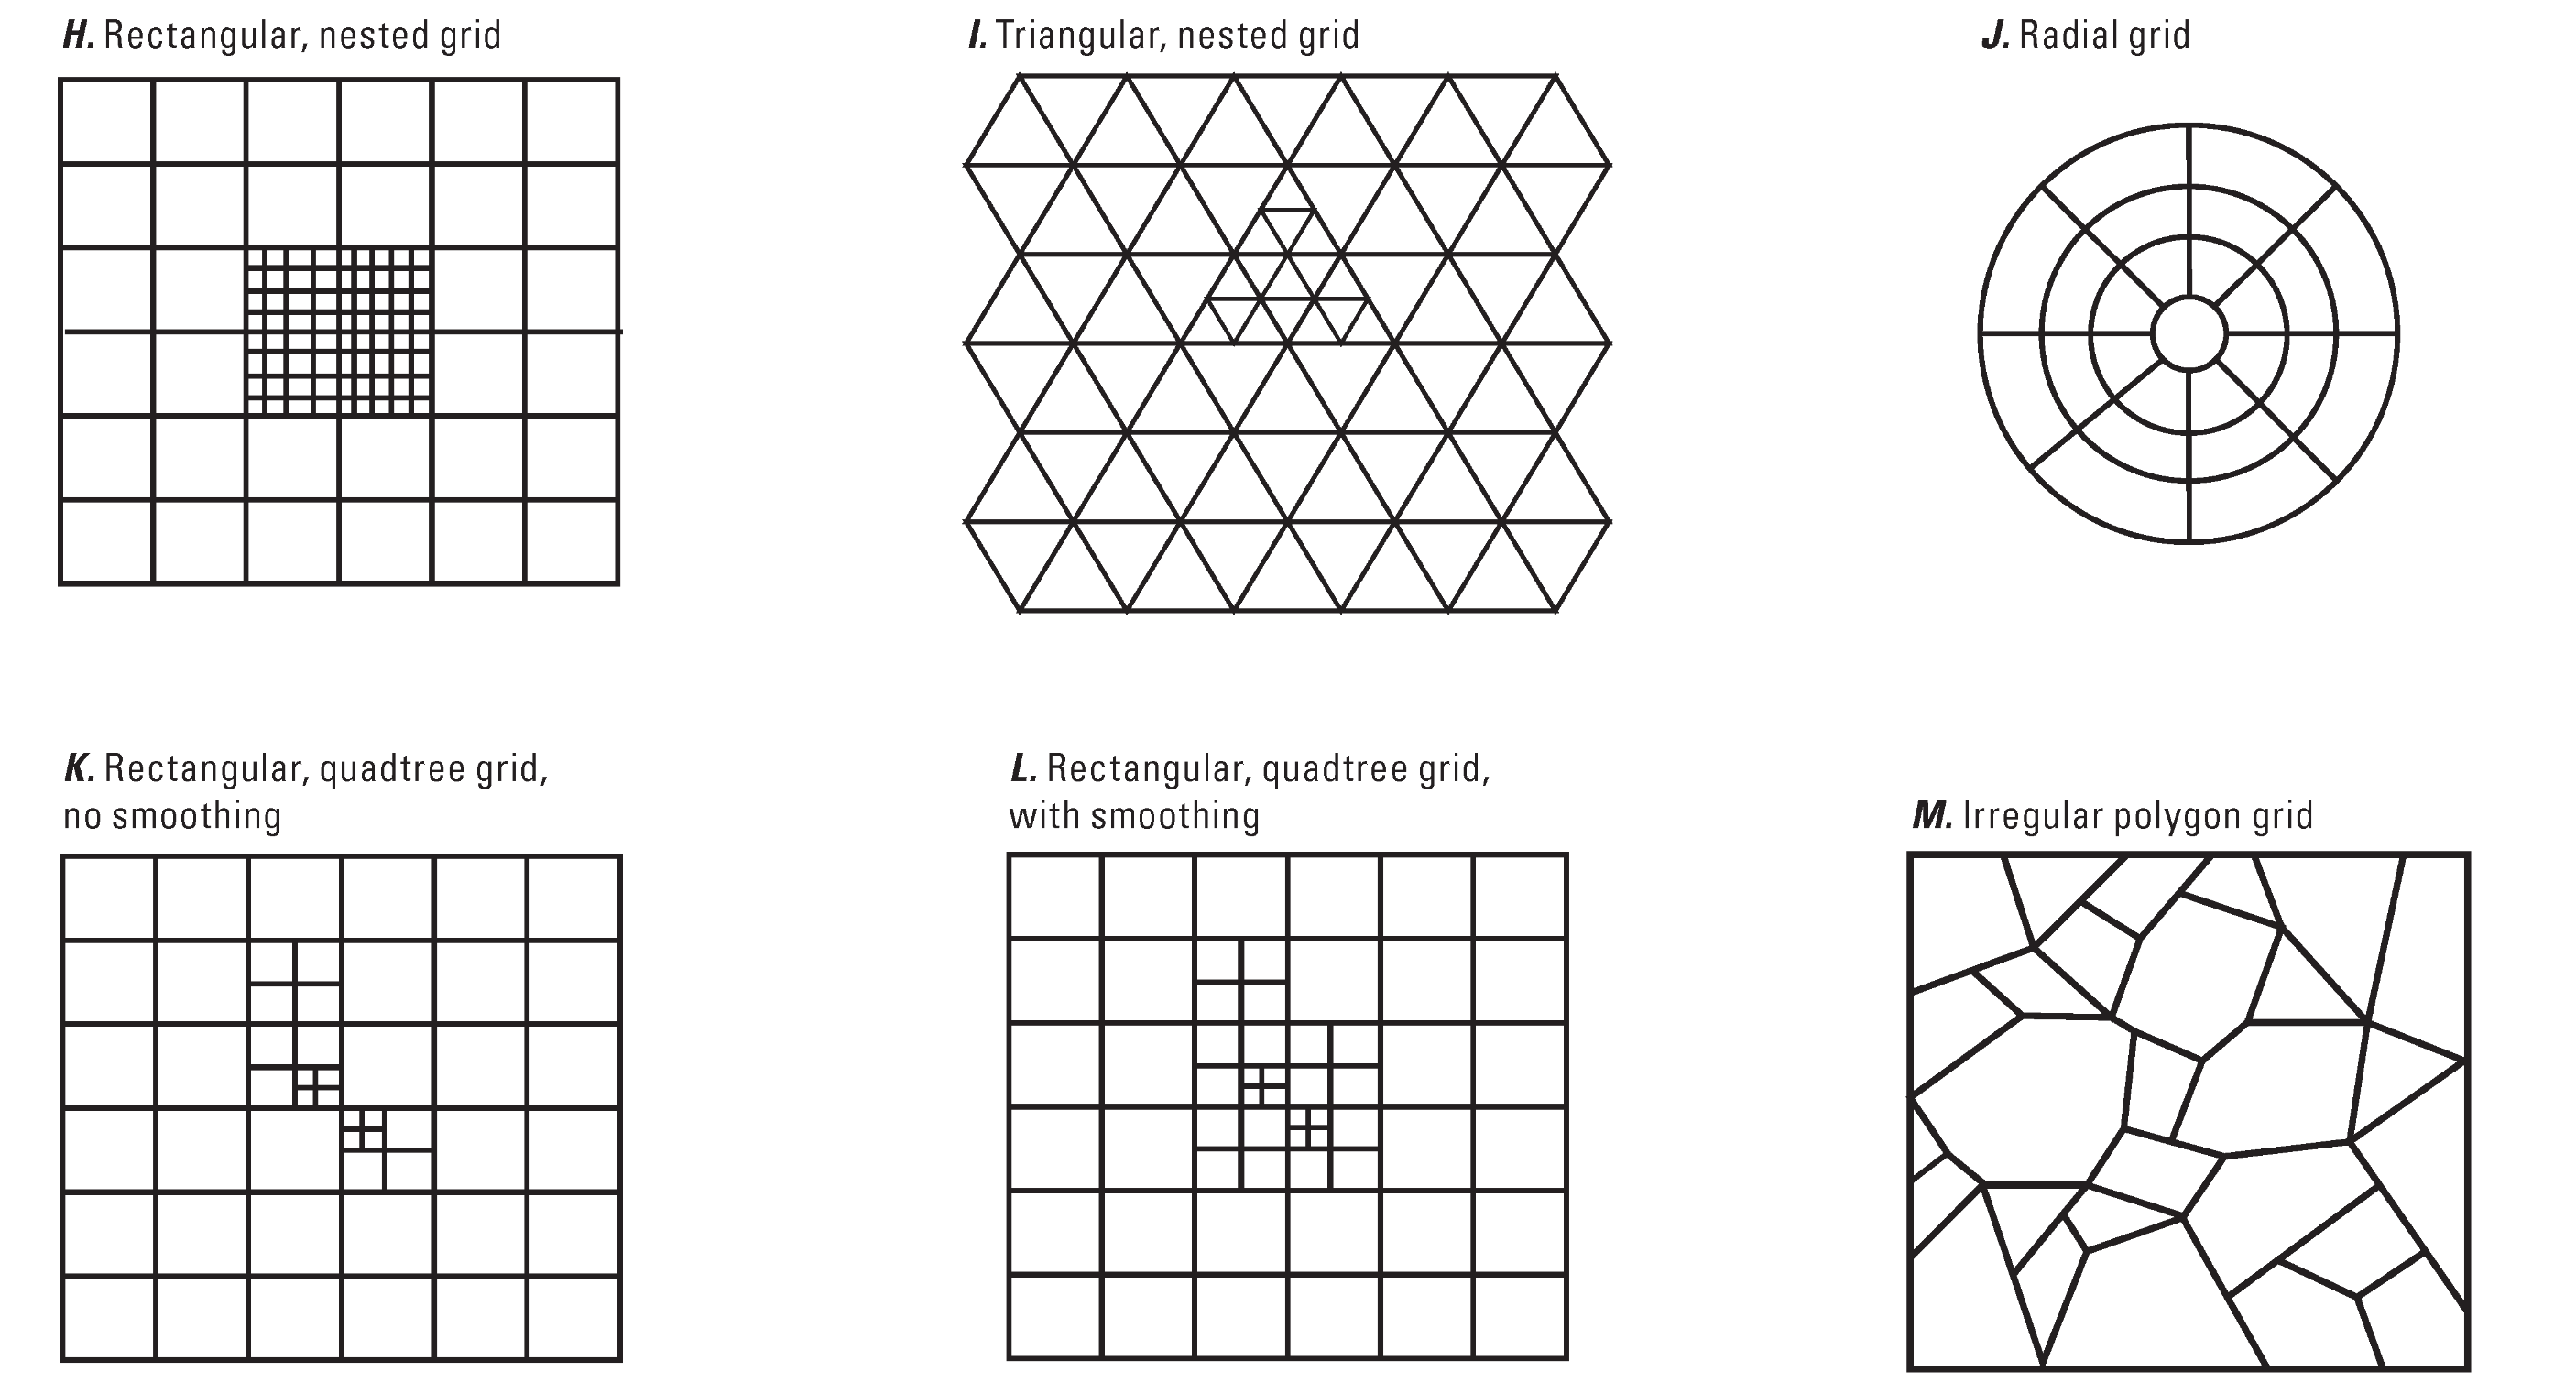 H. Rectangular, nested grid
I. Triangular, nested grid
J. Radial grid
K. Rectangular, quadtree grid,
no smoothing
L. Rectangular, quadtree grid,
with smoothing
M. Irregular polygon grid